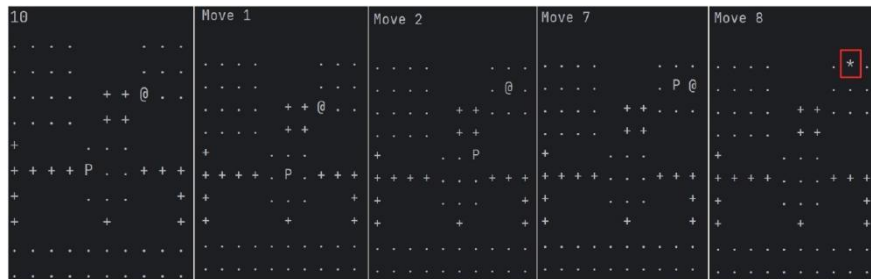 10
. . . . . . .
. . . . . . .
. . . . + + @ . .
. . . . + +
+ . . .
+ + + + P . . + + +
+ . . . +
+ + +
. . . . . . . . . .
. . . . . . . . . .
Move 1
. . . . . . .
. . . . . . .
. . . . + + @ . .
. . . . + +
+ . . .
+ + + + . P . + + +
+ . . . +
+ + +
. . . . . . . . . .
. . . . . . . . . .
Move 2
. . . . . . .
. . . . . @ .
. . . . + + . . .
. . . . + +
+ . . P
+ + + + . . . + + +
+ . . . +
+ + +
. . . . . . . . . .
. . . . . . . . . .
Move 7
. . . . . . .
. . . . . P @
. . . . + + . . .
. . . . + +
+ . . .
+ + + + . . . + + +
+ . . . +
+ + +
. . . . . . . . . .
. . . . . . . . . .
Move 8
. . . . . * .
. . . . . . .
. . . . + + . . .
. . . . + +
+ . . .
+ + + + . . . + + +
+ . . . +
+ + +
. . . . . . . . . .
. . . . . . . . . .